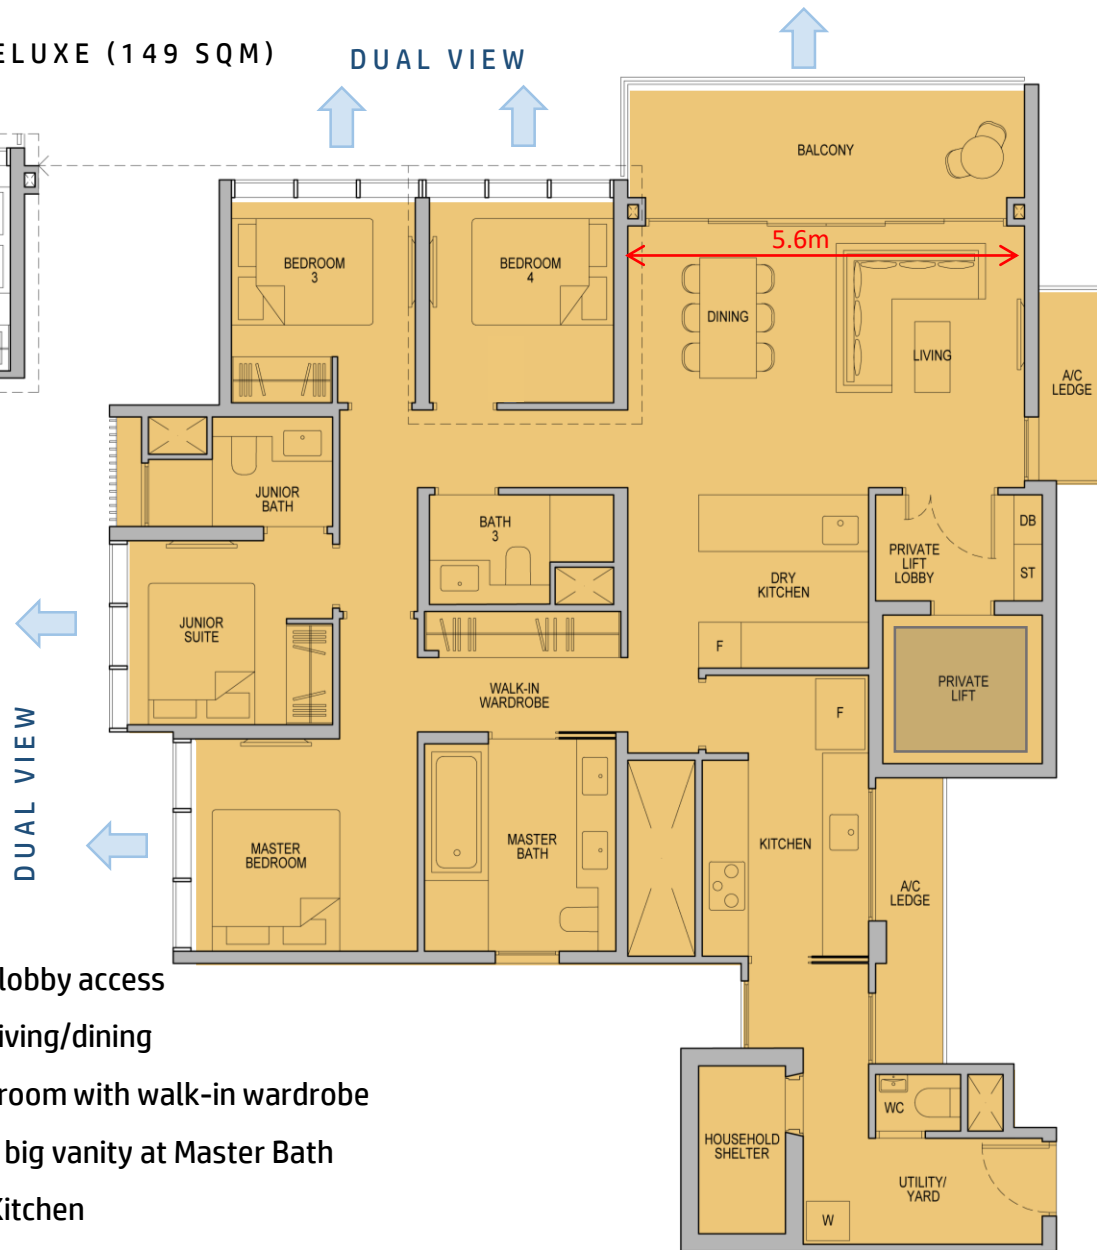 ELUXE (149 SQM)
DUAL VIEW
BALCONY
5.6m
BEDROOM
3
BEDROOM
4
DINING
LIVING
A/C
LEDGE
JUNIOR
BATH
BATH
3
PRIVATE
LIFT
LOBBY
DB
ST
DRY
KITCHEN
JUNIOR
SUITE
F
WALK-IN
WARDROBE
PRIVATE
LIFT
F
DUAL VIEW
MASTER
BEDROOM
MASTER
BATH
KITCHEN
A/C
LEDGE
lobby access
iving/dining
room with walk-in wardrobe
big vanity at Master Bath
Kitchen
WC
HOUSEHOLD
SHELTER
UTILITY/
YARD
W